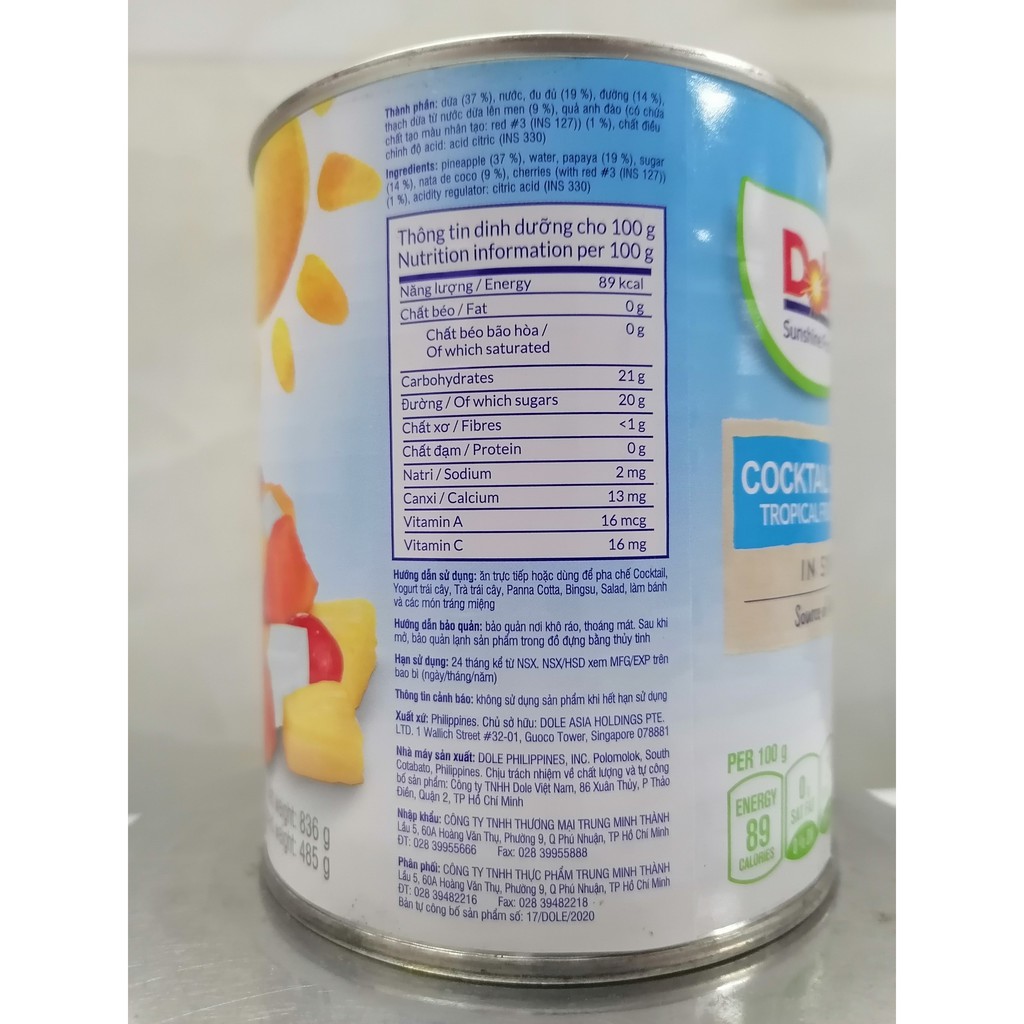 Thành phần: dứa (37 %), nước, đu đủ (19 %), đường (14 %),
thạch dừa từ nước dừa lên men (9 %), quả anh đào (có chứa
chất tạo màu nhân tạo: red #3 (INS 127)) (1 %), chất điều
chỉnh độ acid: acid citric (INS 330)
Ingredients: pineapple (37 %), water, papaya (19 %), sugar
(14 %), nata de coco (9 %), cherries (with red #3 (INS 127))
(1 %), acidity regulator: citric acid (INS 330)
Thông tin dinh dưỡng cho 100 g
Nutrition information per 100 g
Năng lượng / Energy 89 kcal
Chất béo / Fat 0 g
Chất béo bão hòa / 0 g
Of which saturated
Carbohydrates 21 g
Đường / Of which sugars 20 g
Chất xơ / Fibres <1 g
Chất đạm / Protein 0 g
Natri / Sodium 2 mg
Canxi / Calcium 13 mg
Vitamin A 16 mcg
Vitamin C 16 mg
Hướng dẫn sử dụng: ăn trực tiếp hoặc dùng để pha chế Cocktail,
Yogurt trái cây, Trà trái cây, Panna Cotta, Bingsu, Salad, làm bánh
và các món tráng miệng
Hướng dẫn bảo quản: bảo quản nơi khô ráo, thoáng mát. Sau khi
mở, bảo quản lạnh sản phẩm trong đồ đựng bằng thủy tinh
Hạn sử dụng: 24 tháng kể từ NSX. NSX/HSD xem MFG/EXP trên
bao bì (ngày/tháng/năm)
Thông tin cảnh báo: không sử dụng sản phẩm khi hết hạn sử dụng
Xuất xứ: Philippines. Chủ sở hữu: DOLE ASIA HOLDINGS PTE.
LTD. 1 Wallich Street #32-01, Guoco Tower, Singapore 078881
Nhà máy sản xuất: DOLE PHILIPPINES, INC. Polomolok, South
Cotabato, Philippines. Chịu trách nhiệm về chất lượng và tự công
bố sản phẩm: Công ty TNHH Dole Việt Nam, 86 Xuân Thủy, P Thảo
Điền, Quận 2, TP Hồ Chí Minh
Nhập khẩu: CÔNG TY TNHH THƯƠNG MẠI TRUNG MINH THÀNH
Lầu 5, 60A Hoàng Văn Thụ, Phường 9, Q Phú Nhuận, TP Hồ Chí Minh
ĐT: 028 39955666 Fax: 028 39955888
Phân phối: CÔNG TY TNHH THỰC PHẨM TRUNG MINH THÀNH
Lầu 5, 60A Hoàng Văn Thụ, Phường 9, Q Phú Nhuận, TP Hồ Chí Minh
ĐT: 028 39482216 Fax: 028 39482218
Bản tự công bố sản phẩm số: 17/DOLE/2020
weight: 836 g
weight: 485 g
Dole
Sunshine
COCKTAIL
TROPICAL
IN
Source
PER 100 g
ENERGY
89
CALORIES
0 g
SAT FAT